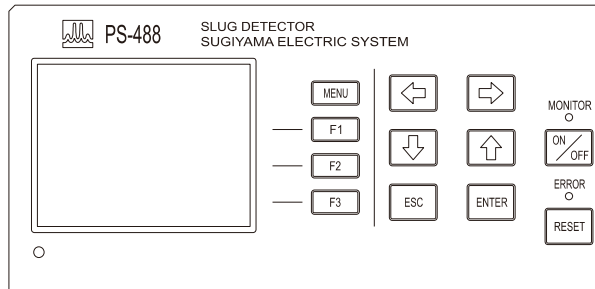 PS-488
SLUG DETECTOR
SUGIYAMA ELECTRIC SYSTEM
MENU
F1
F2
F3
ESC
ENTER
MONITOR
ON/OFF
ERROR
RESET